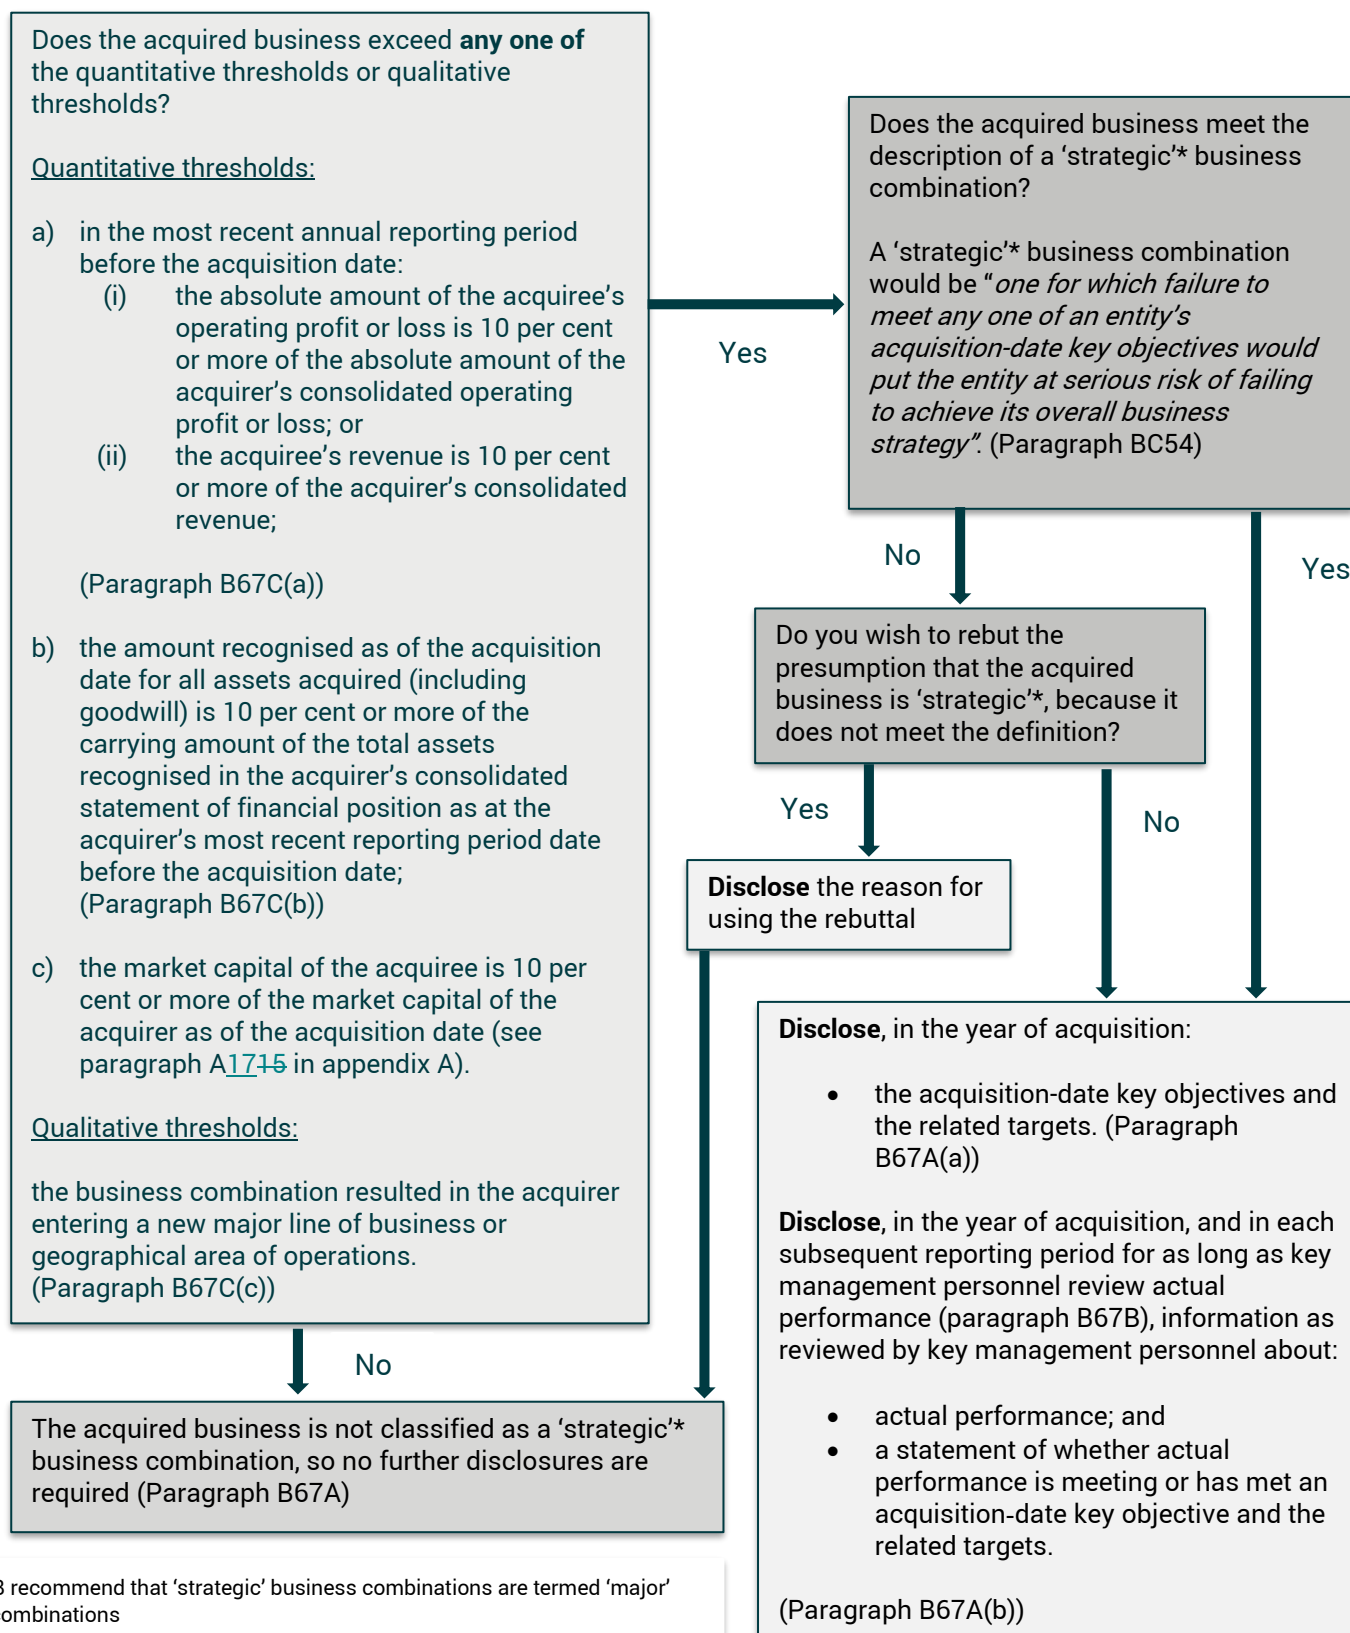 Does the acquired business exceed any one of
the quantitative thresholds or qualitative
thresholds?
Quantitative thresholds:
a) in the most recent annual reporting period
before the acquisition date:
(i) the absolute amount of the acquiree’s
operating profit or loss is 10 per cent
or more of the absolute amount of the
acquirer’s consolidated operating
profit or loss; or
(ii) the acquiree’s revenue is 10 per cent
or more of the acquirer’s consolidated
revenue;
(Paragraph B67C(a))
b) the amount recognised as of the acquisition
date for all assets acquired (including
goodwill) is 10 per cent or more of the
carrying amount of the total assets
recognised in the acquirer’s consolidated
statement of financial position as at the
acquirer’s most recent reporting period date
before the acquisition date;
(Paragraph B67C(b))
c) the market capital of the acquiree is 10 per
cent or more of the market capital of the
acquirer as of the acquisition date (see
paragraph A1715 in appendix A).
Qualitative thresholds:
the business combination resulted in the acquirer
entering a new major line of business or
geographical area of operations.
(Paragraph B67C(c))
Yes
Does the acquired business meet the
description of a ‘strategic’* business
combination?
A ‘strategic’* business combination
would be “one for which failure to
meet any one of an entity’s
acquisition-date key objectives would
put the entity at serious risk of failing
to achieve its overall business
strategy”. (Paragraph BC54)
No
Yes
Do you wish to rebut the
presumption that the acquired
business is ‘strategic’*, because it
does not meet the definition?
Yes
No
Disclose the reason for
using the rebuttal
Disclose, in the year of acquisition:
• the acquisition-date key objectives and
the related targets. (Paragraph
B67A(a))
Disclose, in the year of acquisition, and in each
subsequent reporting period for as long as key
management personnel review actual
performance (paragraph B67B), information as
reviewed by key management personnel about:
• actual performance; and
• a statement of whether actual
performance is meeting or has met an
acquisition-date key objective and the
related targets.
(Paragraph B67A(b))
No
The acquired business is not classified as a ‘strategic’*
business combination, so no further disclosures are
required (Paragraph B67A)
recommend that ‘strategic’ business combinations are termed ‘major’
combinations